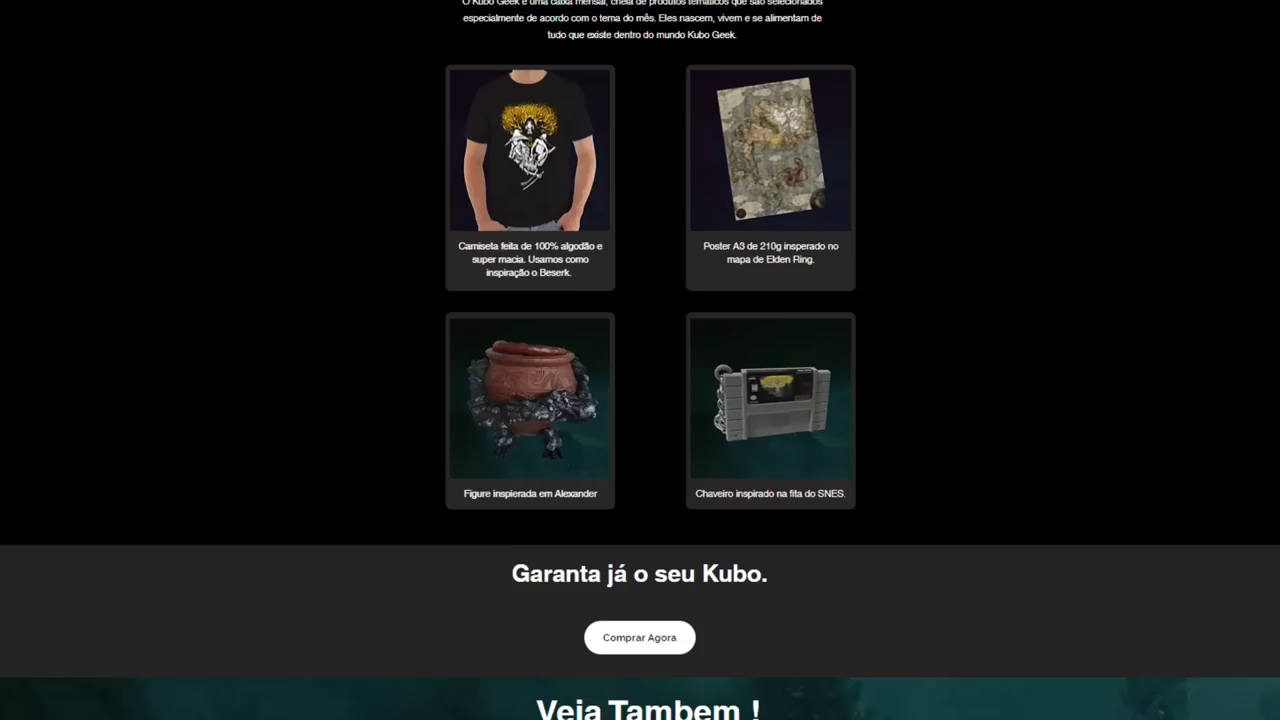 O Kubo Geek é uma caixa mensal, cheia de produtos temáticos que são selecionados
especialmente de acordo com o tema do mês. Eles nascem, vivem e se alimentam de
tudo que existe dentro do mundo Kubo Geek.
Camiseta feita de 100% algodão e
super macia. Usamos como
inspiração o Beserk.
Poster A3 de 210g insperado no
mapa de Elden Ring.
Figure inspierada em Alexander
Chaveiro inspirado na fita do SNES.
Garanta já o seu Kubo.
Comprar Agora
Veja Tambem !